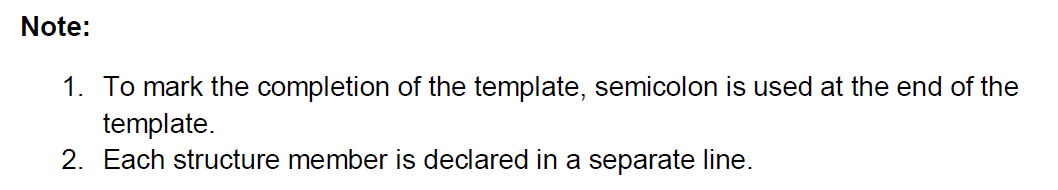 Note:
1. To mark the completion of the template, semicolon is used at the end of the
template.
2. Each structure member is declared in a separate line.